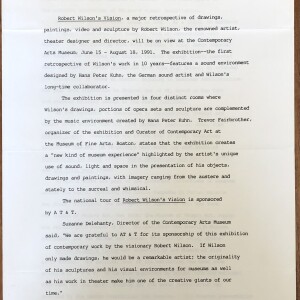 Robert Wilson's Vision, a major retrospective of drawings,
paintings, video and sculpture by Robert Wilson, the renowned artist,
theater designer and director, will be on view at the Contemporary
Arts Museum, June 15 - August 18, 1991.  The exhibition--the first
retrospective of Wilson's work in 10 years--features a sound environment
designed by Hans Peter Kuhn, the German sound artist and Wilson's
long-time collaborator.
The exhibition is presented in four distinct rooms where
Wilson's drawings, portions of opera sets and sculpture are complemented
by the music environment created by Hans Peter Kuhn.  Trevor Fairbrother,
organizer of the exhibition and Curator of Contemporary Art at
the Museum of Fine Arts, Boston, states that the exhibition creates
a "new kind of museum experience" highlighted by the artist's unique
use of sound, light and space in the presentation of his objects,
drawings and paintings, with imagery ranging from the austere and
stately to the surreal and whimsical.
The national tour of Robert Wilson's Vision is sponsored
by A T & T.
Suzanne Delehanty, Director of the Contemporary Arts Museum
said, "We are grateful to AT & T for its sponsorship of this exhibition
of contemporary work by the visionary Robert Wilson.  If Wilson
only made drawings, he would be a remarkable artist; the originality
of his sculptures and his visual environments for museums as well
as his work in theater make him one of the creative giants of our
time."